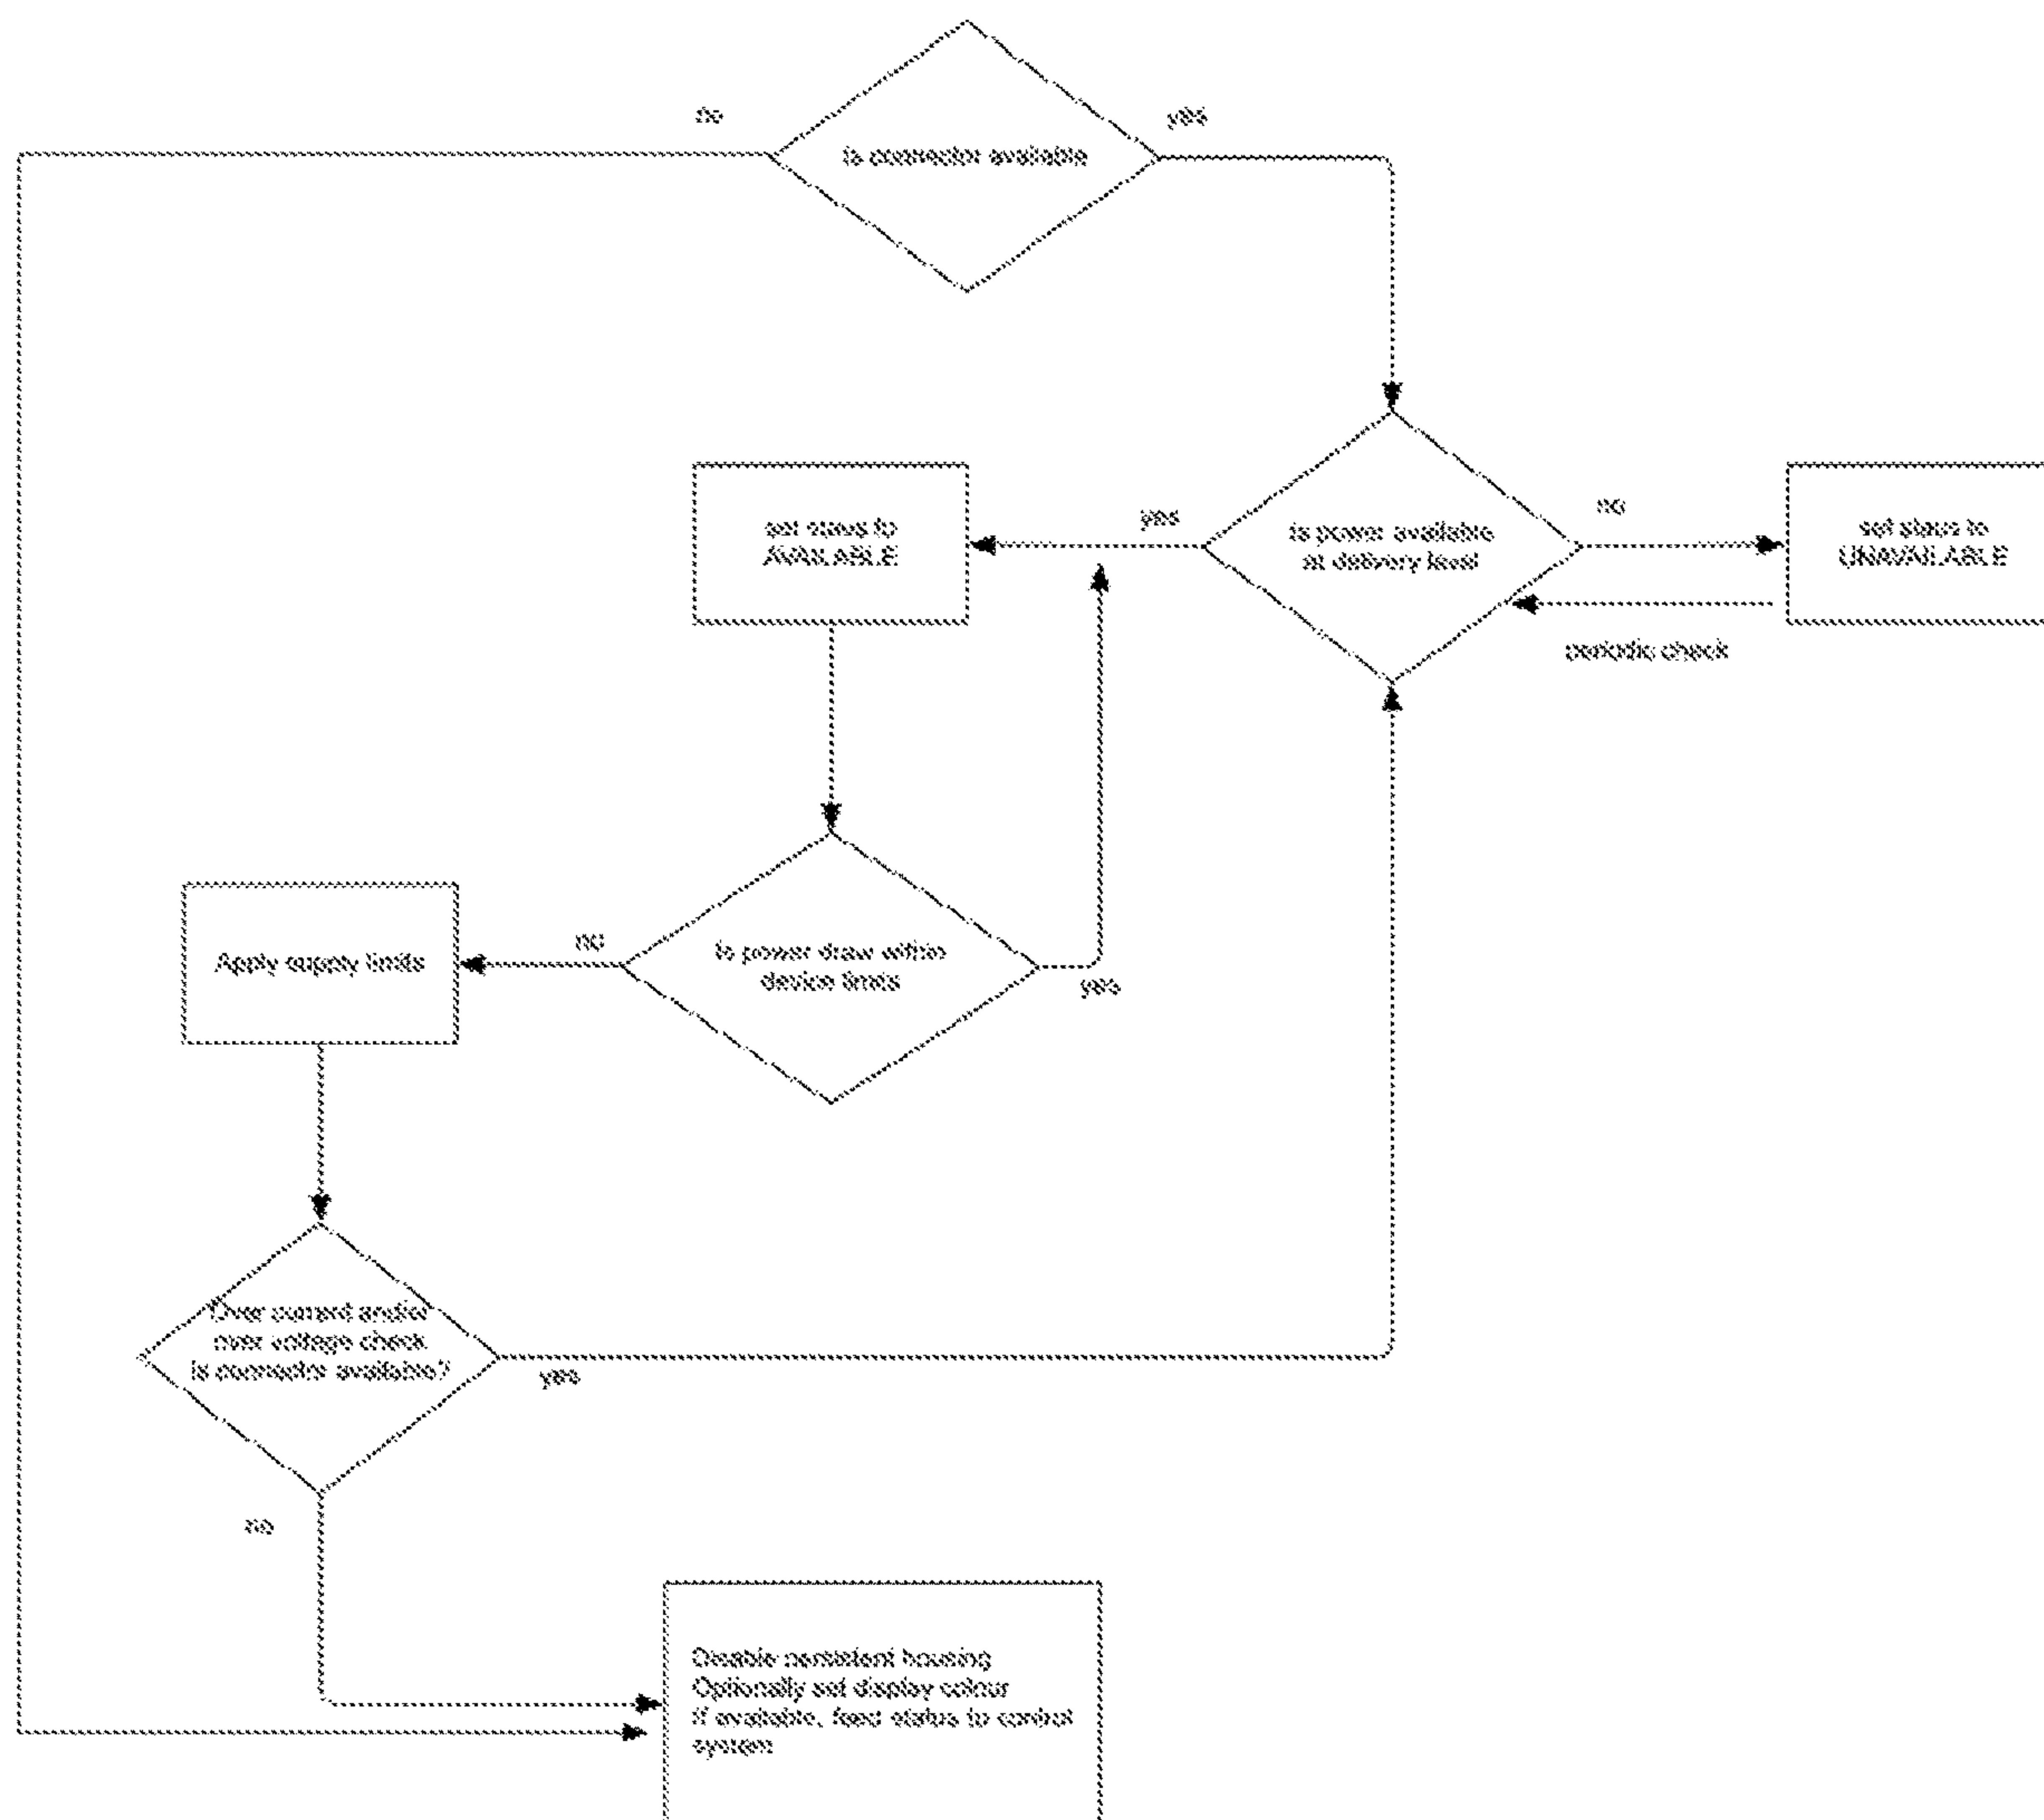 no
yes
is connector available
set status to
AVAILABLE
yes
is power available
at delivery level
no
set status to
UNAVAILABLE
periodic check
Apply supply limits
no
Is power draw within
device limits
yes
Over current and/or
over voltage check
is connector available?
yes
no
Disable persistent housing
Optionally set display colour
if available, feed status to control
system